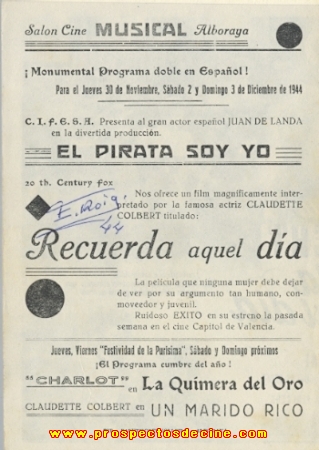 Salon Cine MUSICAL Alboraga
¡Monumental Programa doble en Español!
Para el Jueves 30 de Noviembre, Sábado 2 y Domingo 3 de Diciembre de 1944
C. I. F. E. S. A. Presenta al gran actor español JUAN DE LANDA
en la divertida producción.
EL PIRATA SOY YO
20 th. Century fox
Nos ofrece un film magníficamente inter-
pretado por la famosa actriz CLAUDETTE
COLBERT titulado:
E. Roig
44
Recuerda aquel día
La película que ninguna mujer debe dejar
de ver por su argumento tan humano, con-
movedor y juvenil.
Ruidoso EXITO en su estreno la pasada
semana en el cine Capitol de Valencia.
Jueves, Viernes "Festividad de la Purísima", Sábado y Domingo próximos
¡El Programa cumbre del año!
"CHARLOT" en La Quimera del Oro
CLAUDETTE COLBERT en UN MARIDO RICO
www.prospectosdecine.com